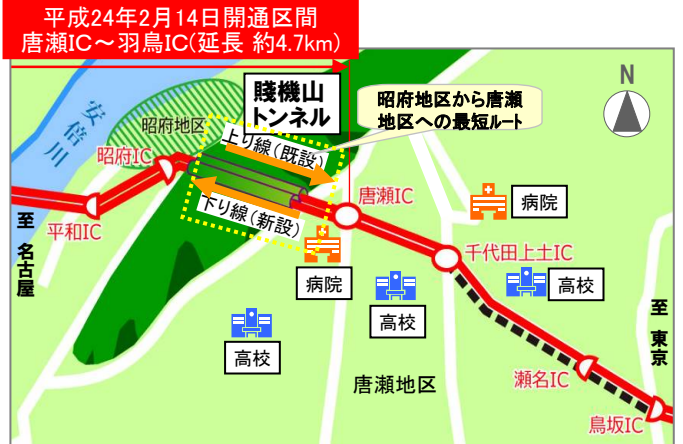 平成24年2月14日開通区間
唐瀬IC～羽鳥IC(延長 約4.7km)
賤機山
トンネル
昭府地区から唐瀬
地区への最短ルート
N
安倍川
昭府地区
昭府IC
上り線(既設)
下り線(新設)
平和IC
至 名古屋
唐瀬IC
病院
病院
千代田上土IC
高校
高校
高校
至 東京
唐瀬地区
瀬名IC
鳥坂IC